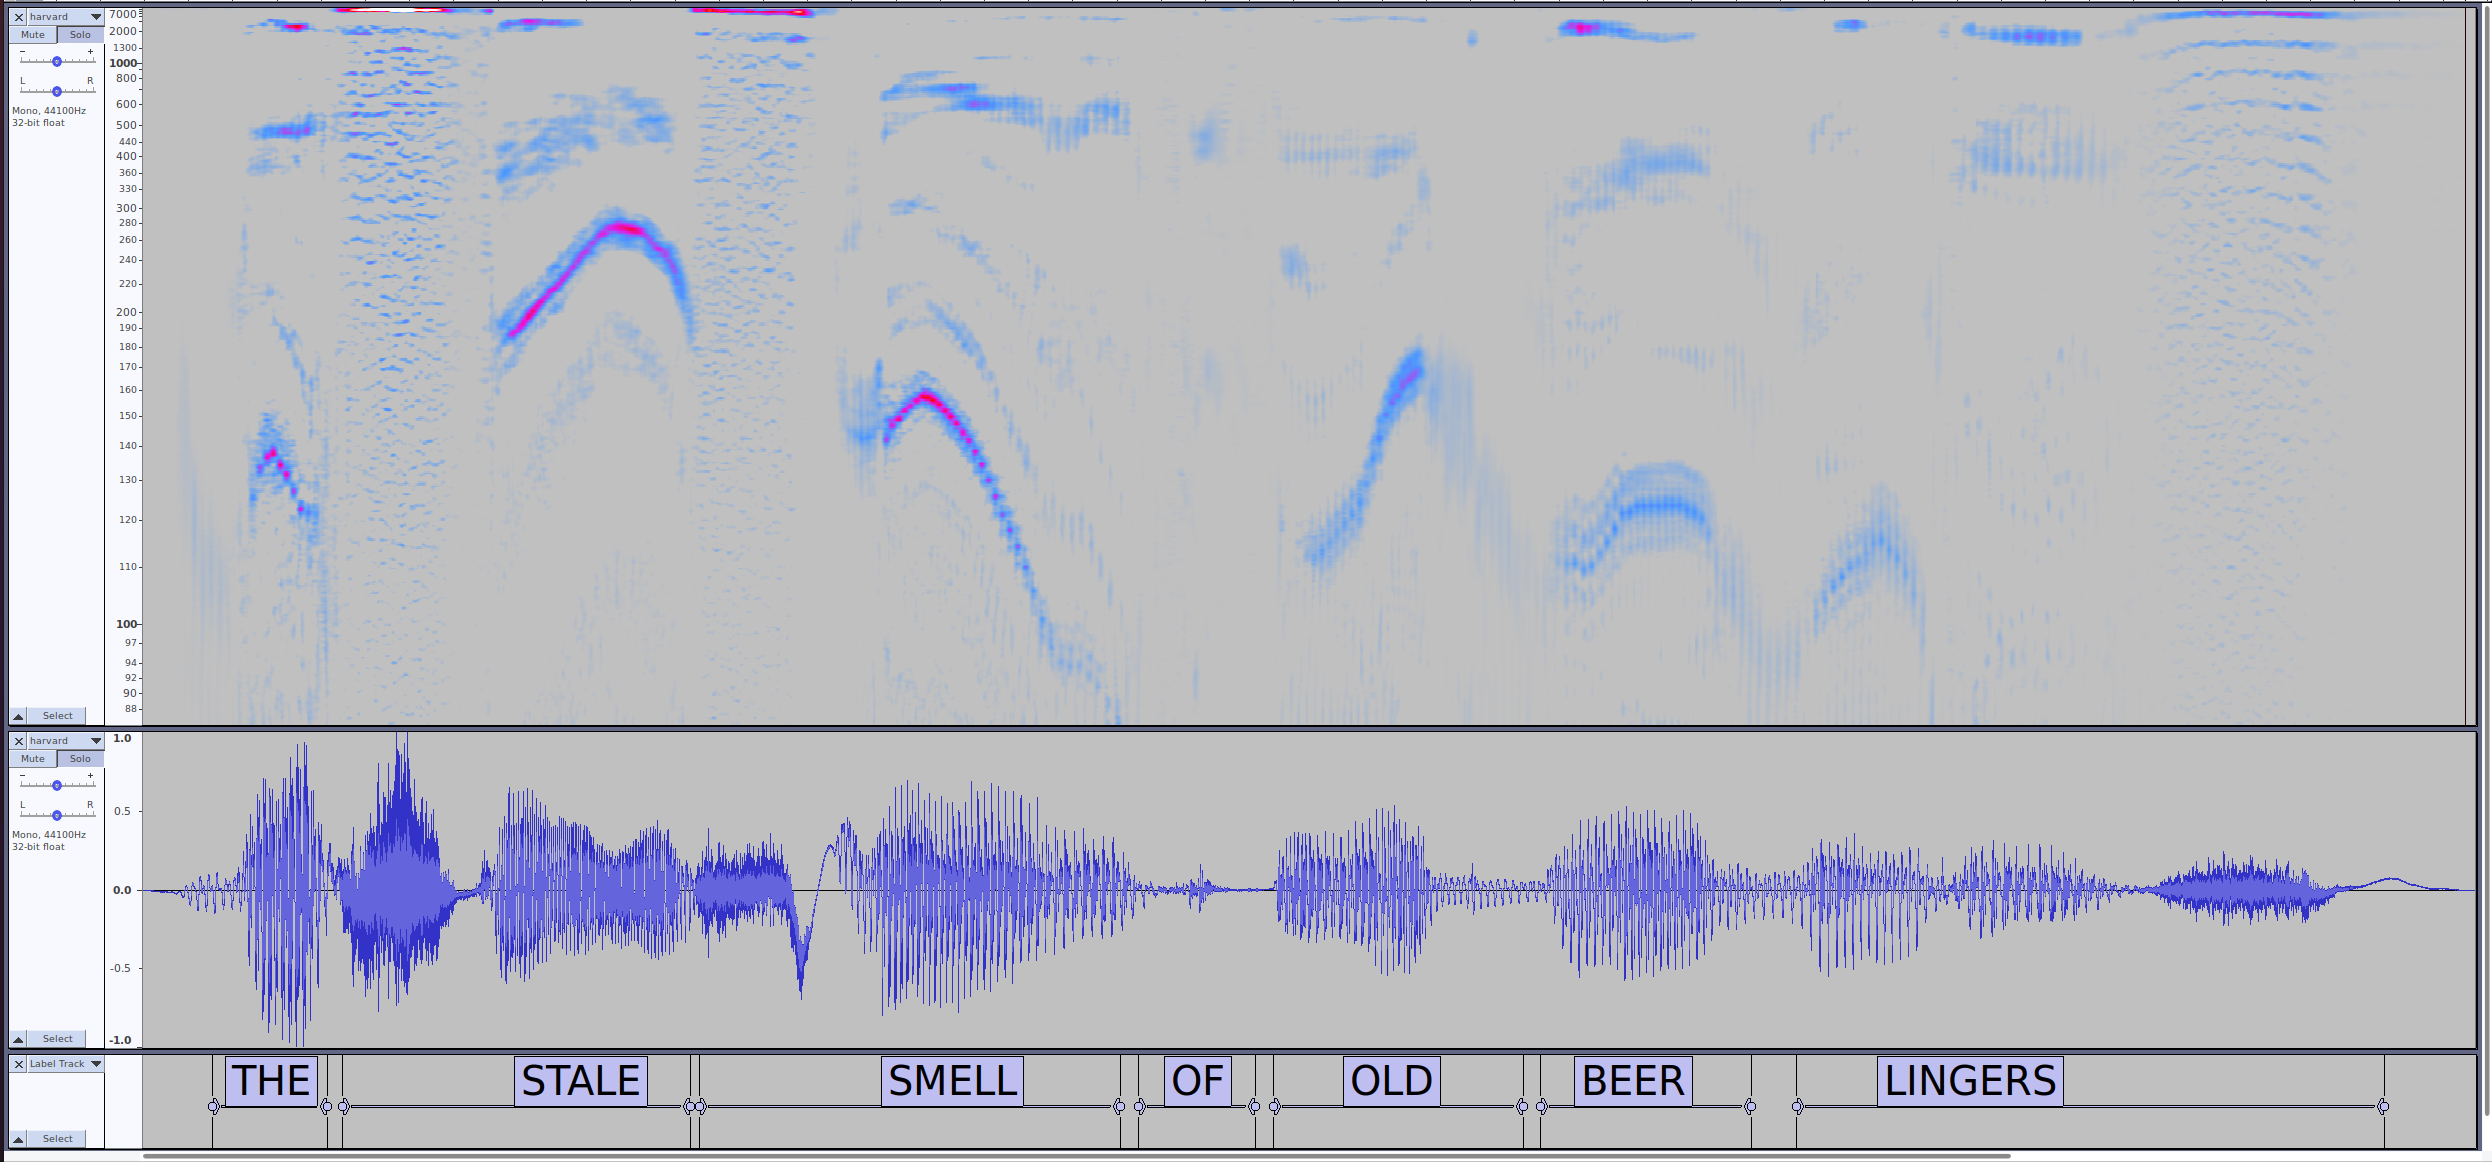 harvard
Mute Solo
- +
L R
Mono, 44100Hz
32-bit float
Select
7000
2000
1300
1000
800
600
500
440
400
360
330
300
280
260
240
220
200
190
180
170
160
150
140
130
120
110
100
97
94
92
90
88
harvard
Mute Solo
- +
L R
Mono, 44100Hz
32-bit float
Select
1.0
0.5
0.0
-0.5
-1.0
Label Track
Select
THE STALE SMELL OF OLD BEER LINGERS